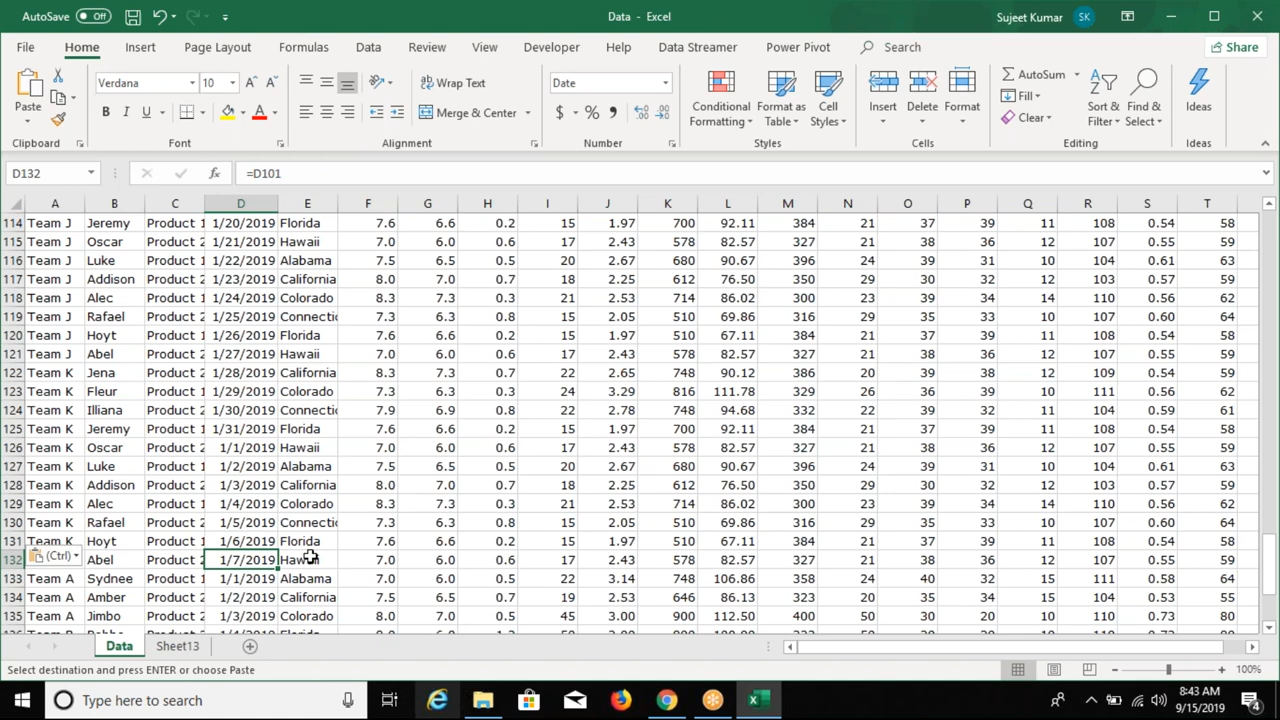 AutoSave Off Data - Excel Sujeet Kumar SK
File Home Insert Page Layout Formulas Data Review View Developer Help Data Streamer Power Pivot Search Share
Paste Verdana 10 Wrap Text Date Conditional Formatting Format as Table Cell Styles Insert Delete Format AutoSum Sort & Filter Find & Select Ideas
B I U Merge & Center $ % Fill Clear
Clipboard Font Alignment Number Styles Cells Editing Ideas
D132 fx =D101
A B C D E F G H I J K L M N O P Q R S T
114 Team J Jeremy Product 1 1/20/2019 Florida 7.6 6.6 0.2 15 1.97 700 92.11 384 21 37 39 11 108 0.54 58
115 Team J Oscar Product 2 1/21/2019 Hawaii 7.0 6.0 0.6 17 2.43 578 82.57 327 21 38 36 12 107 0.55 59
116 Team J Luke Product 1 1/22/2019 Alabama 7.5 6.5 0.5 20 2.67 680 90.67 396 24 39 31 10 104 0.61 63
117 Team J Addison Product 2 1/23/2019 California 8.0 7.0 0.7 18 2.25 612 76.50 350 29 30 32 12 103 0.57 57
118 Team J Alec Product 1 1/24/2019 Colorado 8.3 7.3 0.3 21 2.53 714 86.02 300 23 39 34 14 110 0.56 62
119 Team J Rafael Product 2 1/25/2019 Connectic 7.3 6.3 0.8 15 2.05 510 69.86 316 29 35 33 10 107 0.60 64
120 Team J Hoyt Product 1 1/26/2019 Florida 7.6 6.6 0.2 15 1.97 510 67.11 384 21 37 39 11 108 0.54 58
121 Team J Abel Product 2 1/27/2019 Hawaii 7.0 6.0 0.6 17 2.43 578 82.57 327 21 38 36 12 107 0.55 59
122 Team K Jena Product 2 1/28/2019 California 8.3 7.3 0.7 22 2.65 748 90.12 386 20 39 38 12 109 0.54 59
123 Team K Fleur Product 1 1/29/2019 Colorado 8.3 7.3 0.3 24 3.29 816 111.78 329 26 36 39 10 111 0.56 60
124 Team K Illiana Product 2 1/30/2019 Connectic 7.9 6.9 0.8 22 2.78 748 94.68 332 22 39 32 11 104 0.59 61
125 Team K Jeremy Product 1 1/31/2019 Florida 7.6 6.6 0.2 15 1.97 700 92.11 384 21 37 39 11 108 0.54 58
126 Team K Oscar Product 2 1/1/2019 Hawaii 7.0 6.0 0.6 17 2.43 578 82.57 327 21 38 36 12 107 0.55 59
127 Team K Luke Product 1 1/2/2019 Alabama 7.5 6.5 0.5 20 2.67 680 90.67 396 24 39 31 10 104 0.61 63
128 Team K Addison Product 2 1/3/2019 California 8.0 7.0 0.7 18 2.25 612 76.50 350 29 30 32 12 103 0.57 57
129 Team K Alec Product 1 1/4/2019 Colorado 8.3 7.3 0.3 21 2.53 714 86.02 300 23 39 34 14 110 0.56 62
130 Team K Rafael Product 2 1/5/2019 Connectic 7.3 6.3 0.8 15 2.05 510 69.86 316 29 35 33 10 107 0.60 64
131 Team K Hoyt Product 1 1/6/2019 Florida 7.6 6.6 0.2 15 1.97 510 67.11 384 21 37 39 11 108 0.54 58
132 (Ctrl) Abel Product 2 1/7/2019 Hawaii 7.0 6.0 0.6 17 2.43 578 82.57 327 21 38 36 12 107 0.55 59
133 Team A Sydnee Product 1 1/1/2019 Alabama 7.0 6.0 0.5 22 3.14 748 106.86 338 25 40 32 15 109 0.58 64
134 Team A Amber Product 2 1/2/2019 California 7.5 6.5 0.7 19 2.53 646 86.13 323 20 35 34 15 104 0.53 55
135 Team A Jimbo Product 2 1/3/2019 Colorado 8.0 7.0 0.5 45 3.00 900 112.50 400 50 30 20 10 110 0.73 80
Data Sheet13
Select destination and press ENTER or choose Paste 100%
Type here to search 8:43 AM
9/15/2019 4